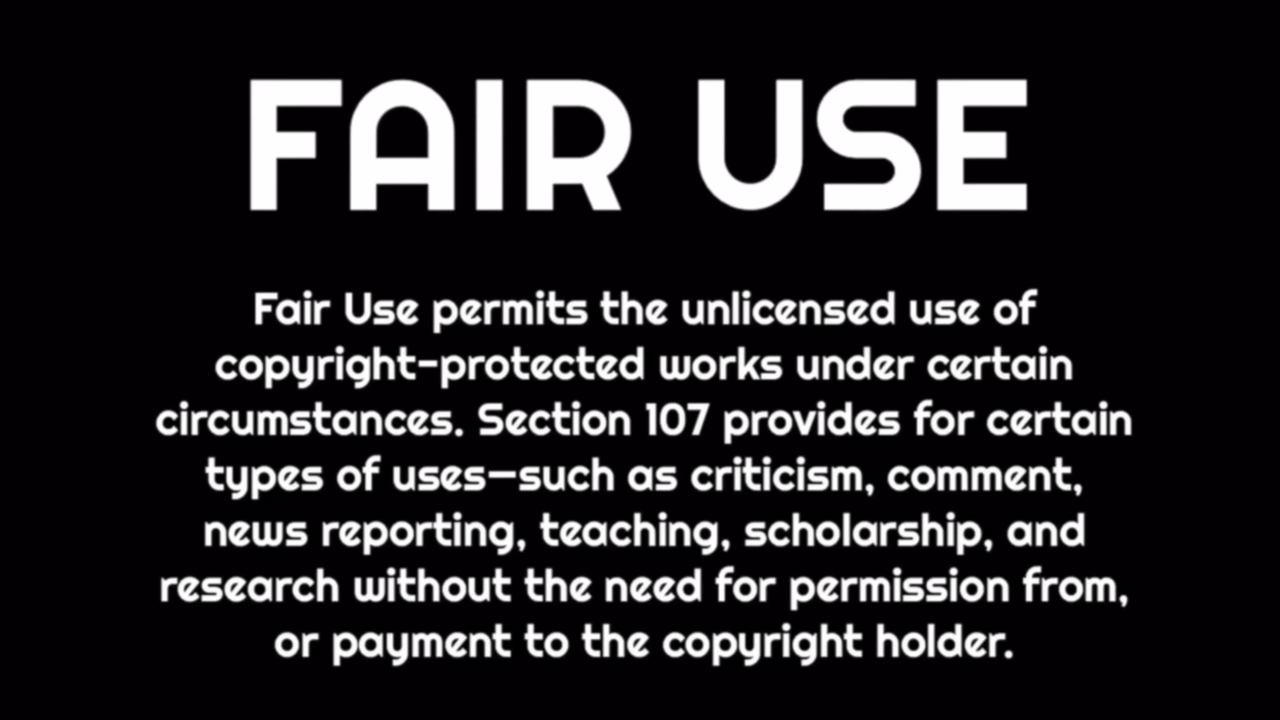 FAIR USE
Fair Use permits the unlicensed use of
copyright-protected works under certain
circumstances. Section 107 provides for certain
types of uses—such as criticism, comment,
news reporting, teaching, scholarship, and
research without the need for permission from,
or payment to the copyright holder.